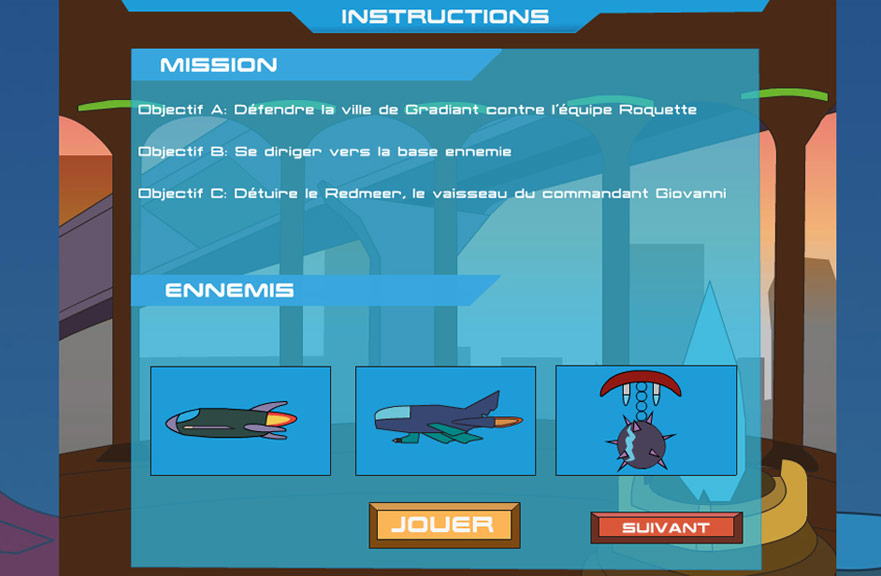 INSTRUCTIONS
MISSION
Objectif A: Défendre la ville de Gradiant contre l'équipe Roquette
Objectif B: Se diriger vers la base ennemie
Objectif C: Détuire le Redmeer, le vaisseau du commandant Giovanni
ENNEMIS
JOUER
SUIVANT